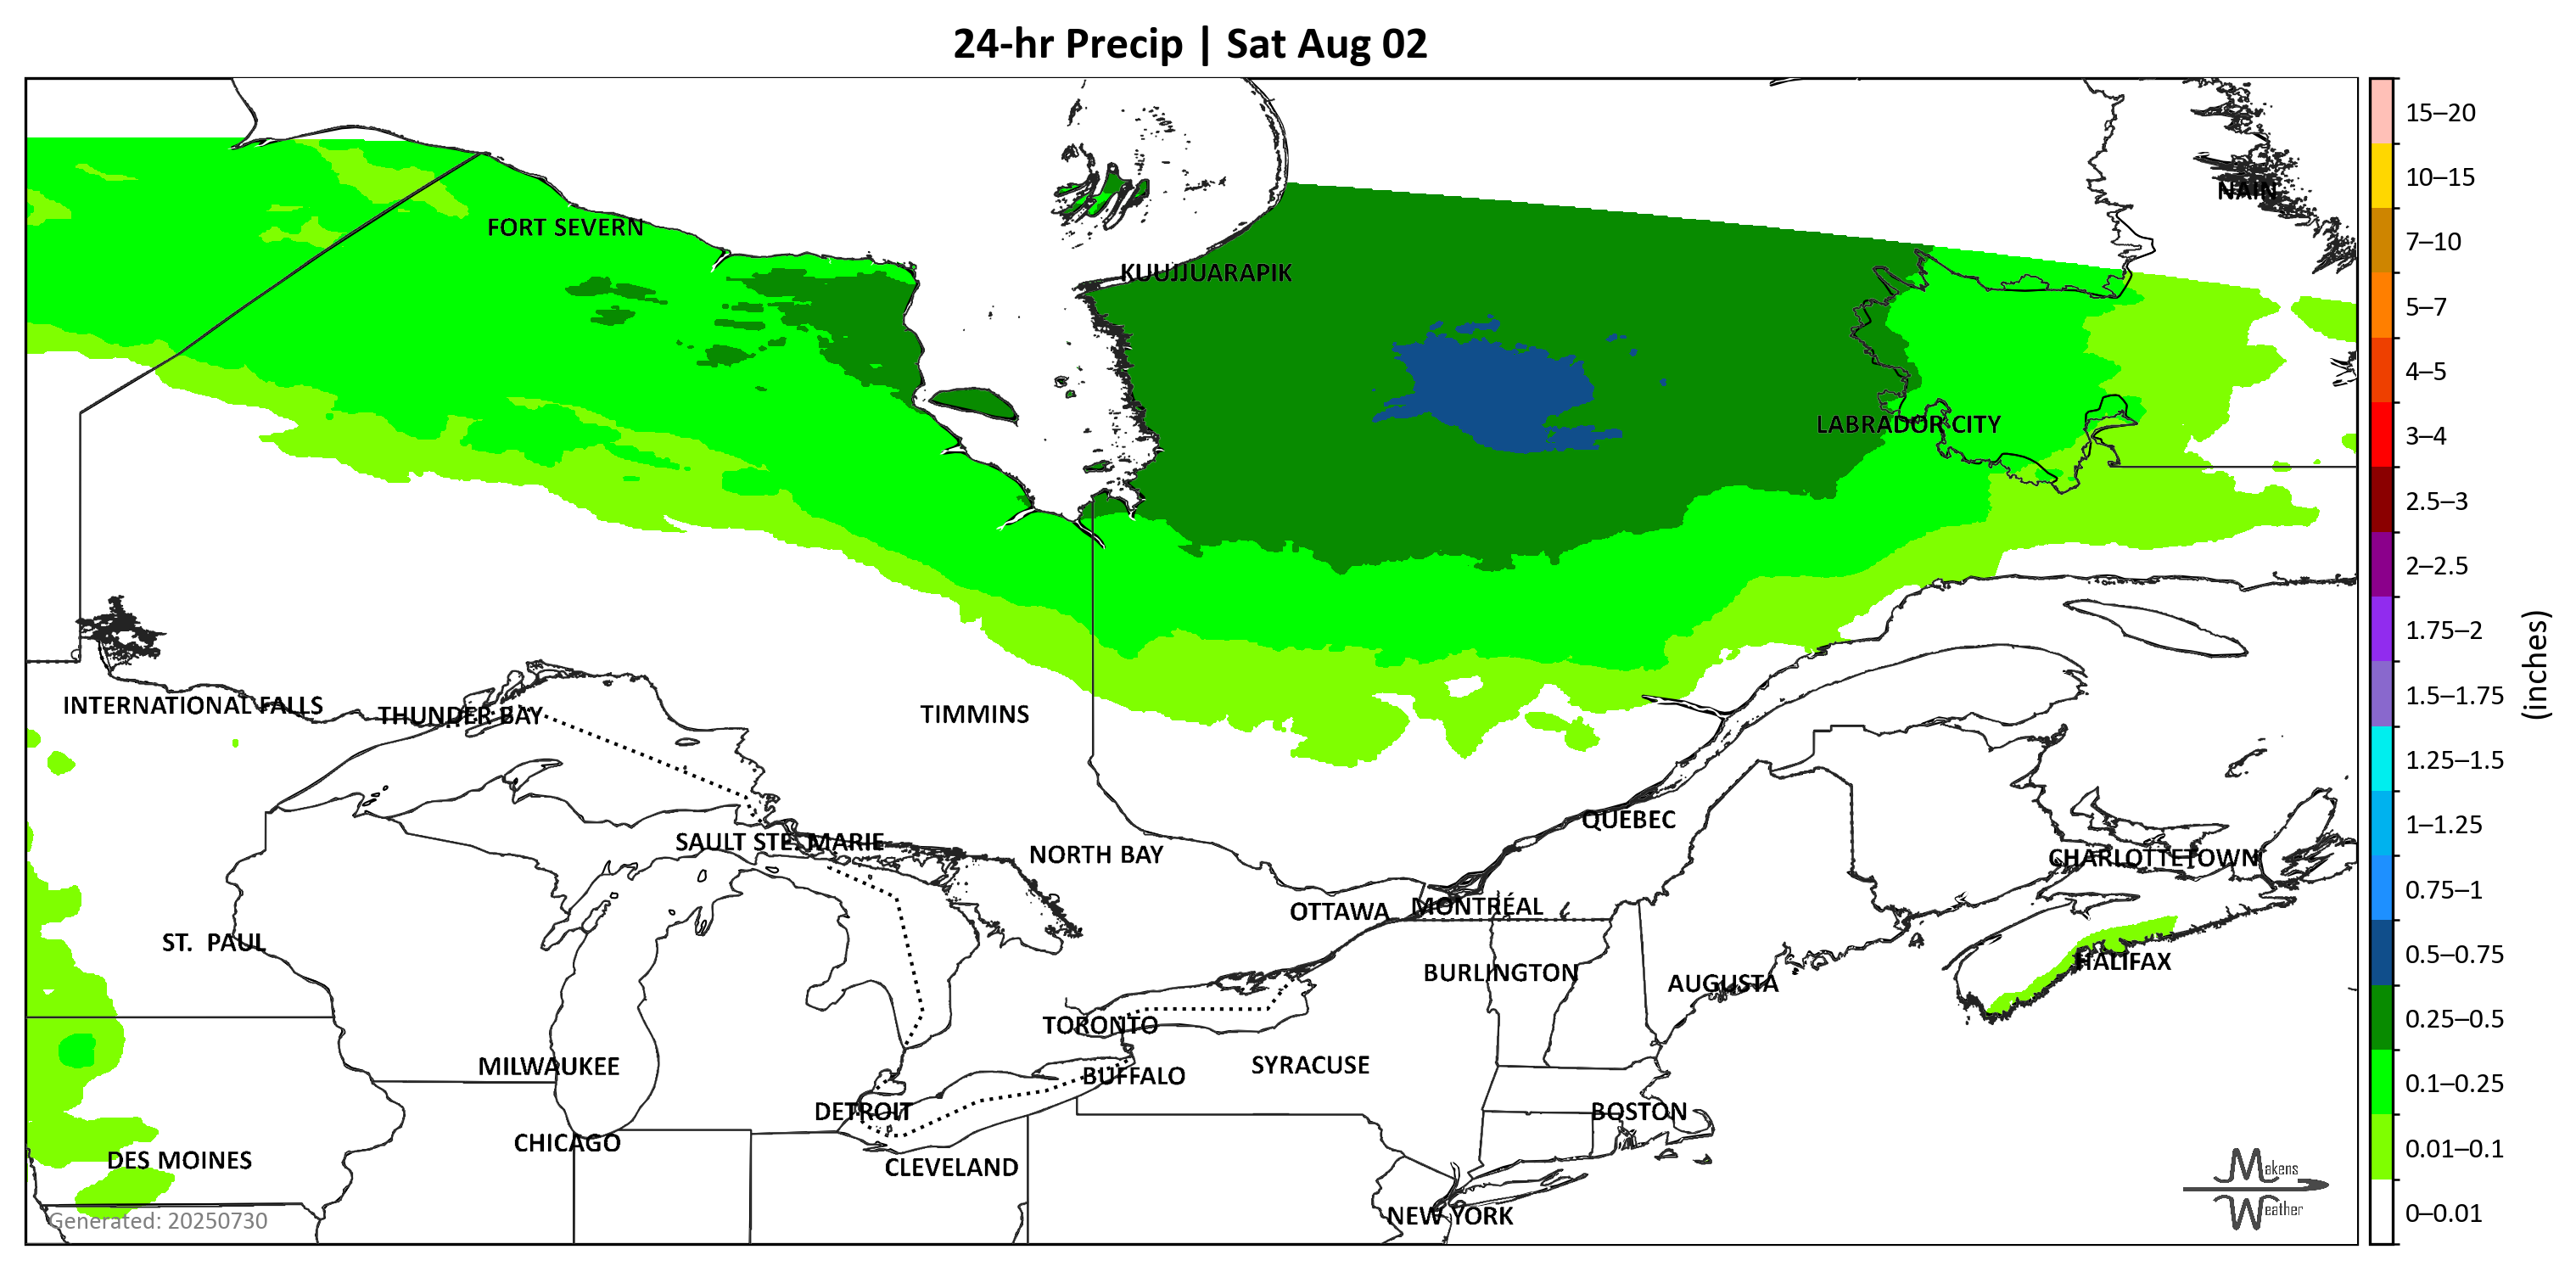 24-hr Precip | Sat Aug 02
NAIN
FORT SEVERN
KUUJJUARAPIK
LABRADOR CITY
INTERNATIONAL FALLS
THUNDER BAY
TIMMINS
QUÉBEC
SAULT STE. MARIE
NORTH BAY
CHARLOTTETOWN
OTTAWA
MONTRÉAL
ST. PAUL
HALIFAX
BURLINGTON
AUGUSTA
TORONTO
MILWAUKEE
SYRACUSE
BUFFALO
DETROIT
BOSTON
CHICAGO
DES MOINES
CLEVELAND
NEW YORK
Generated: 20250730
Makens
Weather
15–20
10–15
7–10
5–7
4–5
3–4
2.5–3
2–2.5
1.75–2
1.5–1.75
1.25–1.5
1–1.25
0.75–1
0.5–0.75
0.25–0.5
0.1–0.25
0.01–0.1
0–0.01
(inches)